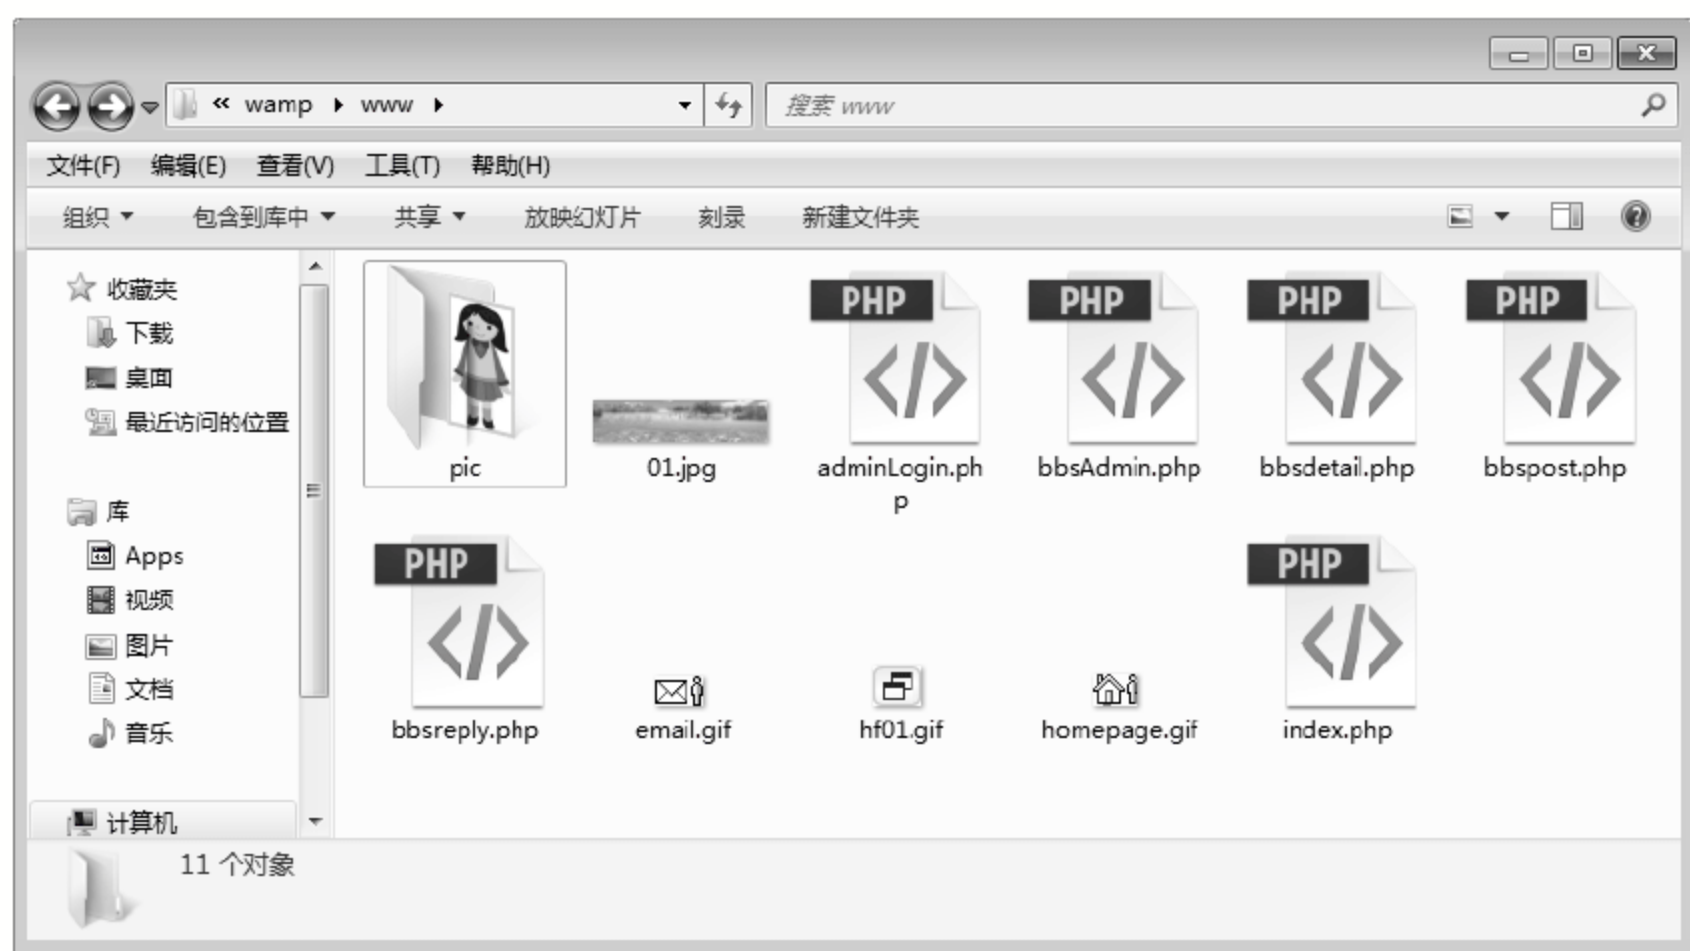 « wamp www
搜索 www
文件(F) 编辑(E) 查看(V) 工具(T) 帮助(H)
组织 包含到库中 共享 放映幻灯片 刻录 新建文件夹
收藏夹
下载
桌面
最近访问的位置
库
Apps
视频
图片
文档
音乐
计算机
PHP PHP PHP PHP
pic 01.jpg adminLogin.ph bbsAdmin.php bbsdetail.php bbspost.php
p
PHP PHP
bbsreply.php email.gif hf01.gif homepage.gif index.php
11 个对象